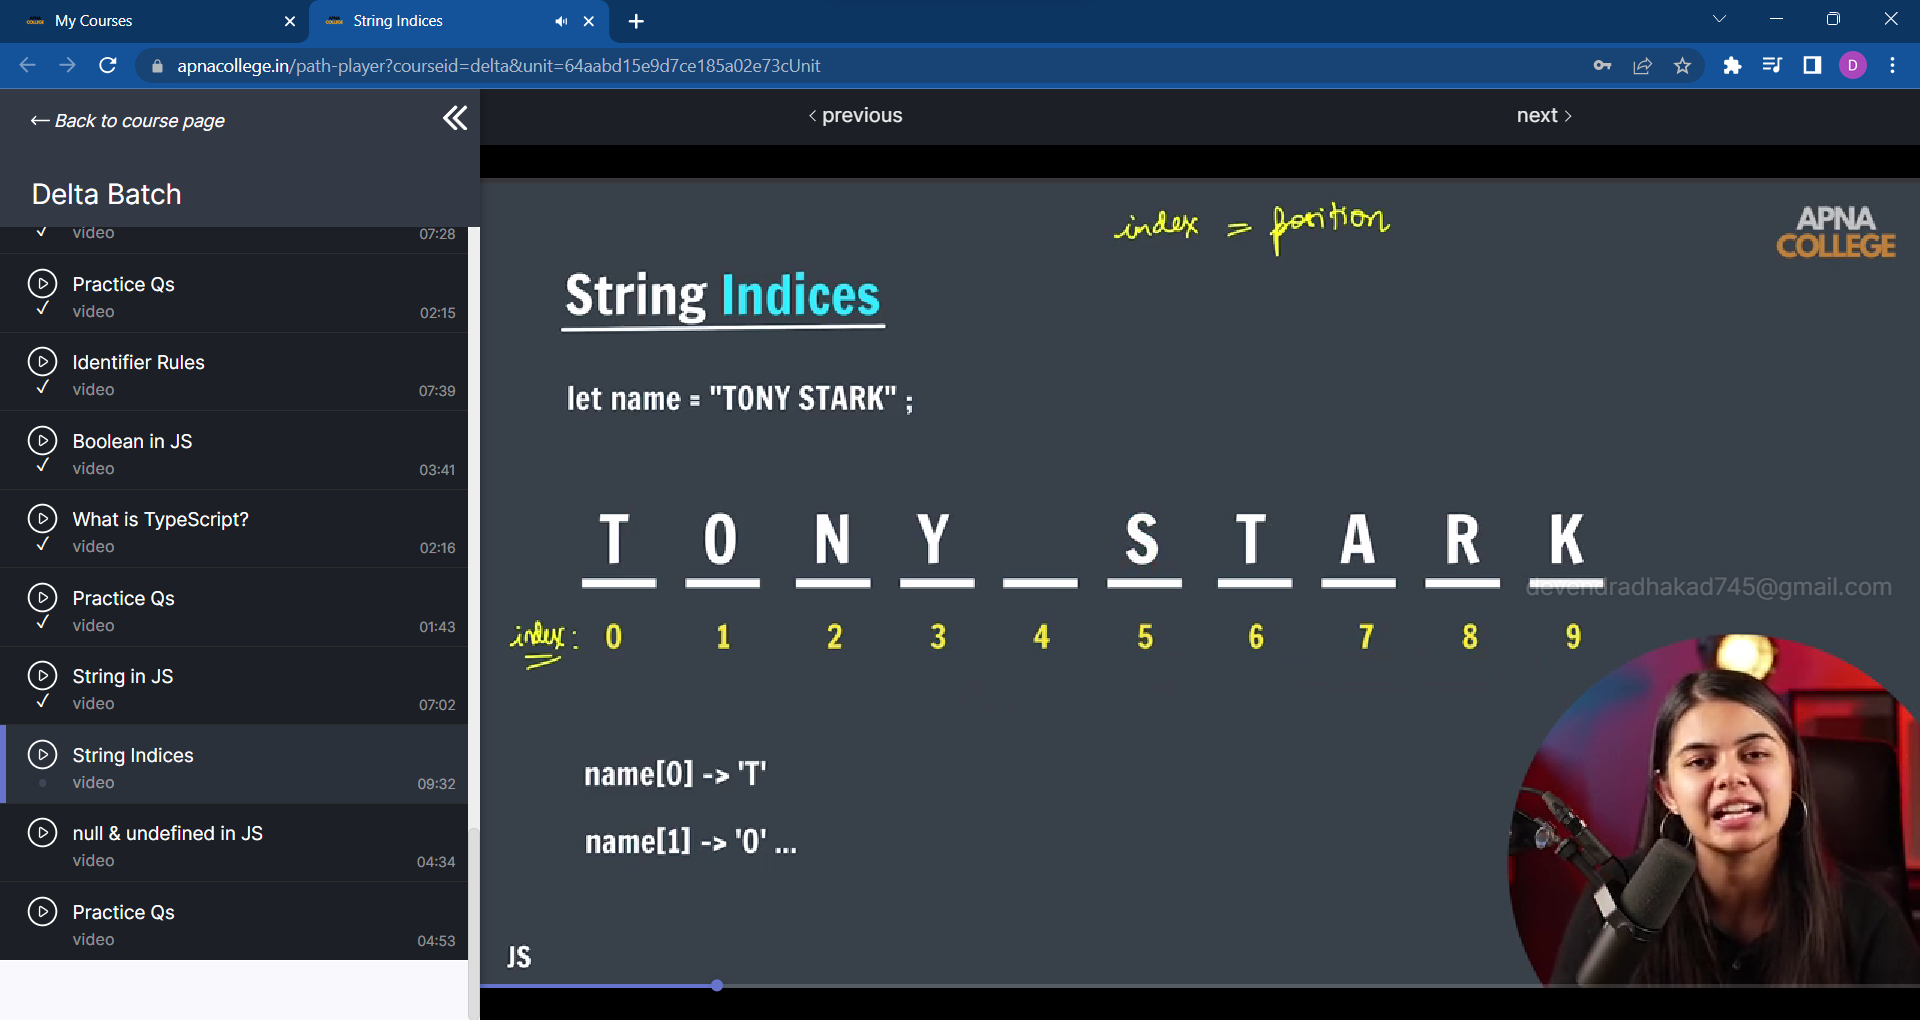 My Courses
String Indices
apnacollege.in/path-player?courseid=delta&unit=64aabd15e9d7ce185a02e73cUnit
D
← Back to course page
< previous
next >
Delta Batch
video 07:28
Practice Qs
video 02:15
Identifier Rules
video 07:39
Boolean in JS
video 03:41
What is TypeScript?
video 02:16
Practice Qs
video 01:43
String in JS
video 07:02
String Indices
video 09:32
null & undefined in JS
video 04:34
Practice Qs
video 04:53
index = position
APNA
COLLEGE
String Indices
let name = "TONY STARK" ;
T O N Y S T A R K
devendradhakad745@gmail.com
index: 0 1 2 3 4 5 6 7 8 9
name[0] -> 'T'
name[1] -> 'O' ...
JS